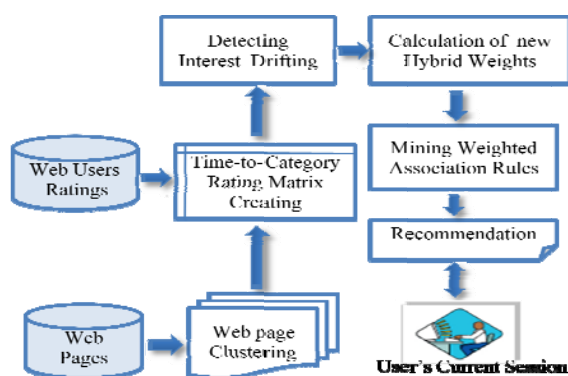 Detecting
Interest Drifting
Calculation of new
Hybrid Weights
Web Users
Ratings
Time-to-Category
Rating Matrix
Creating
Mining Weighted
Association Rules
Recommendation
Web
Pages
Web page
Clustering
User's Current Session